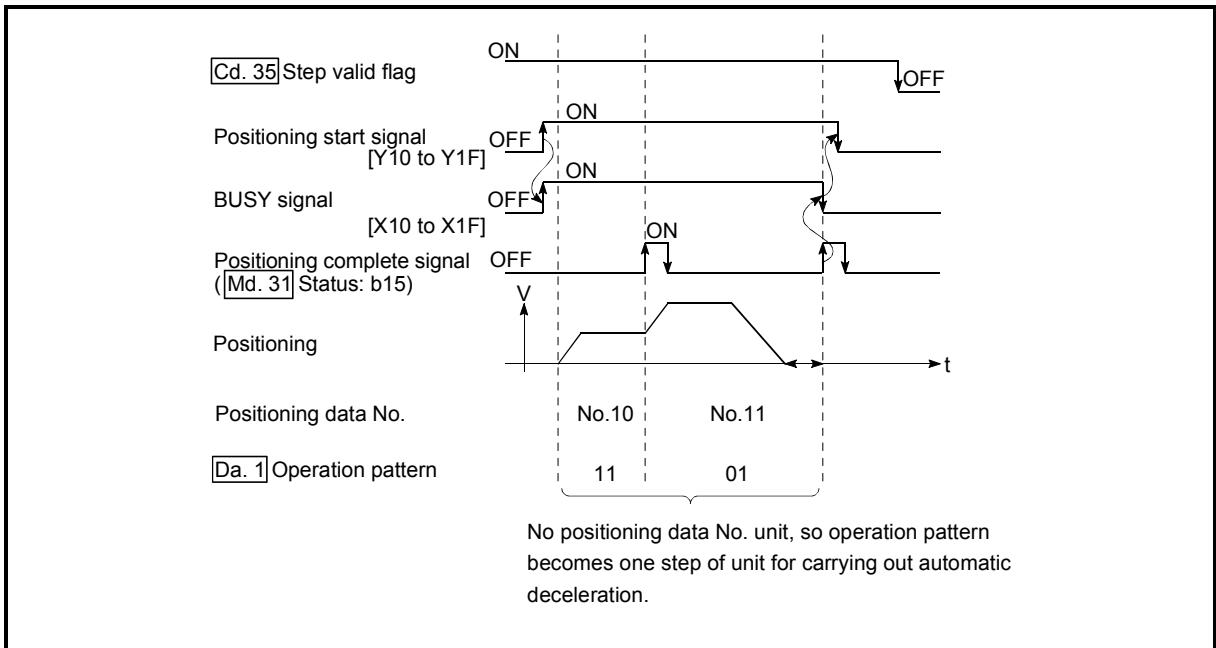 ON
Cd. 35 Step valid flag
OFF
ON
Positioning start signal
OFF
[Y10 to Y1F]
ON
BUSY signal
OFF
[X10 to X1F]
ON
Positioning complete signal
OFF
( Md. 31 Status: b15)
V
Positioning
t
Positioning data No. No.10 No.11
Da. 1 Operation pattern 11 01
No positioning data No. unit, so operation pattern
becomes one step of unit for carrying out automatic
deceleration.